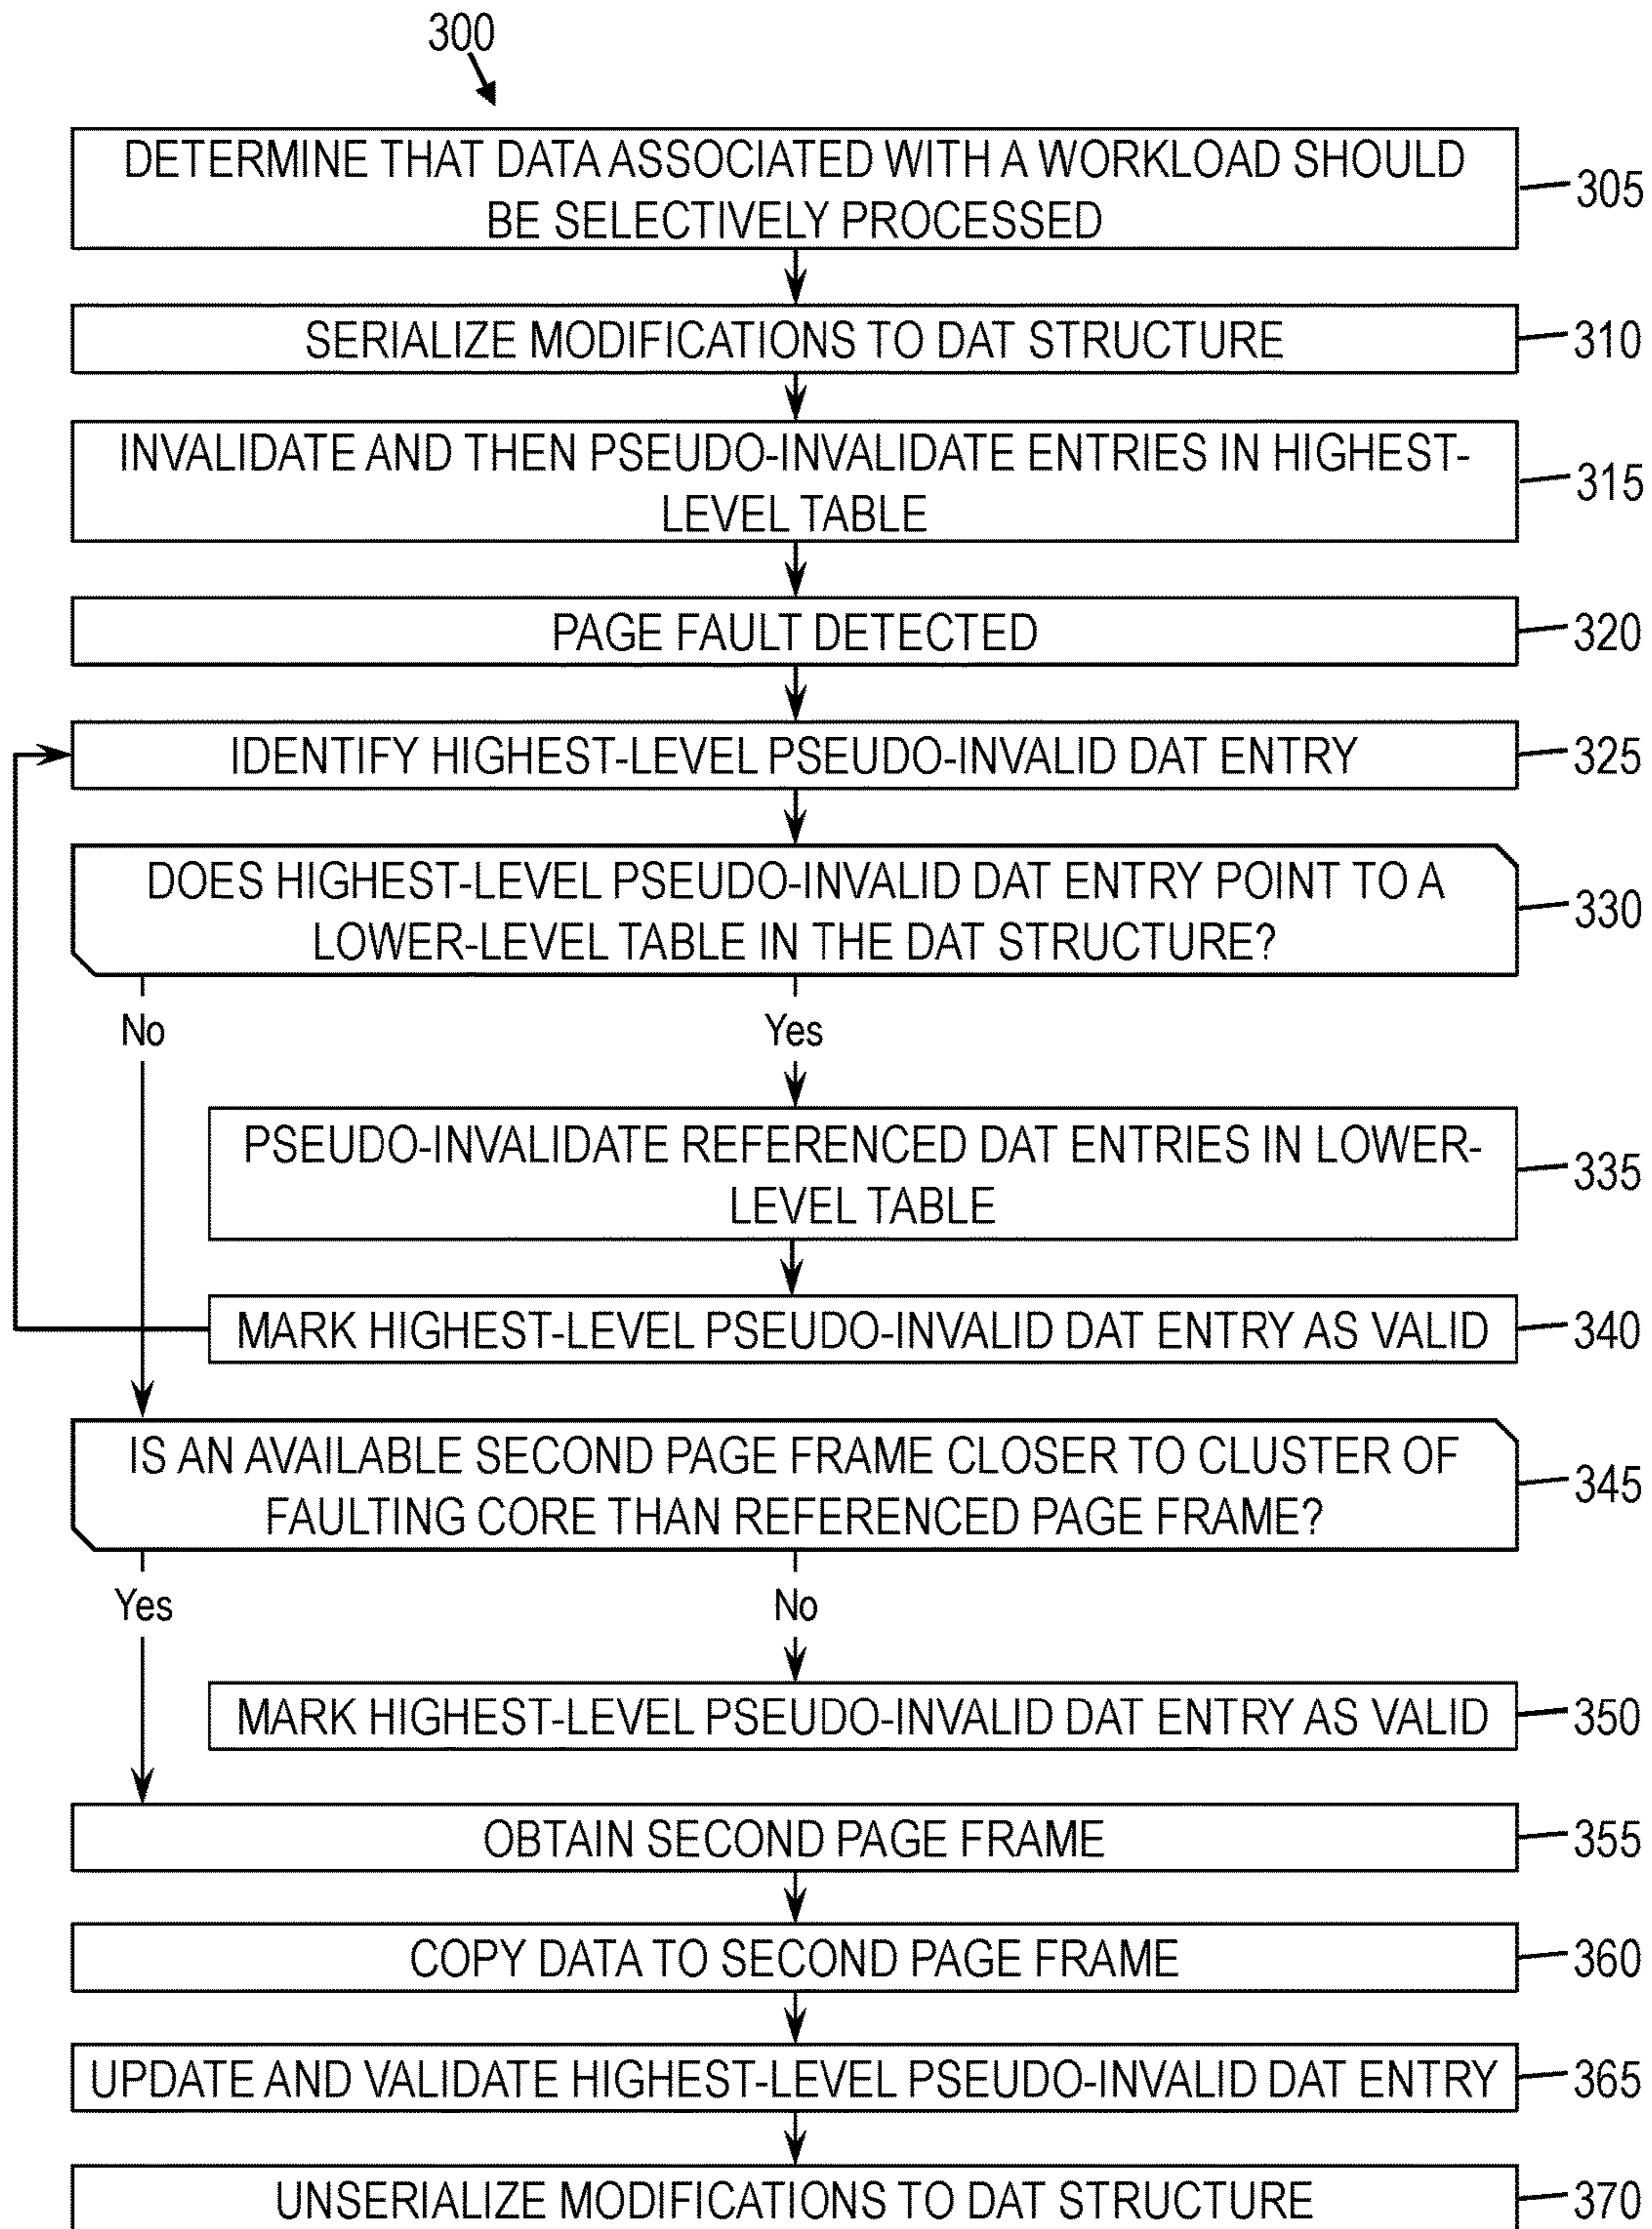 300
DETERMINE THAT DATA ASSOCIATED WITH A WORKLOAD SHOULD
BE SELECTIVELY PROCESSED
305
SERIALIZE MODIFICATIONS TO DAT STRUCTURE
310
INVALIDATE AND THEN PSEUDO-INVALIDATE ENTRIES IN HIGHEST-
LEVEL TABLE
315
PAGE FAULT DETECTED
320
IDENTIFY HIGHEST-LEVEL PSEUDO-INVALID DAT ENTRY
325
DOES HIGHEST-LEVEL PSEUDO-INVALID DAT ENTRY POINT TO A
LOWER-LEVEL TABLE IN THE DAT STRUCTURE?
330
No
Yes
PSEUDO-INVALIDATE REFERENCED DAT ENTRIES IN LOWER-
LEVEL TABLE
335
MARK HIGHEST-LEVEL PSEUDO-INVALID DAT ENTRY AS VALID
340
IS AN AVAILABLE SECOND PAGE FRAME CLOSER TO CLUSTER OF
FAULTING CORE THAN REFERENCED PAGE FRAME?
345
Yes
No
MARK HIGHEST-LEVEL PSEUDO-INVALID DAT ENTRY AS VALID
350
OBTAIN SECOND PAGE FRAME
355
COPY DATA TO SECOND PAGE FRAME
360
UPDATE AND VALIDATE HIGHEST-LEVEL PSEUDO-INVALID DAT ENTRY
365
UNSERIALIZE MODIFICATIONS TO DAT STRUCTURE
370